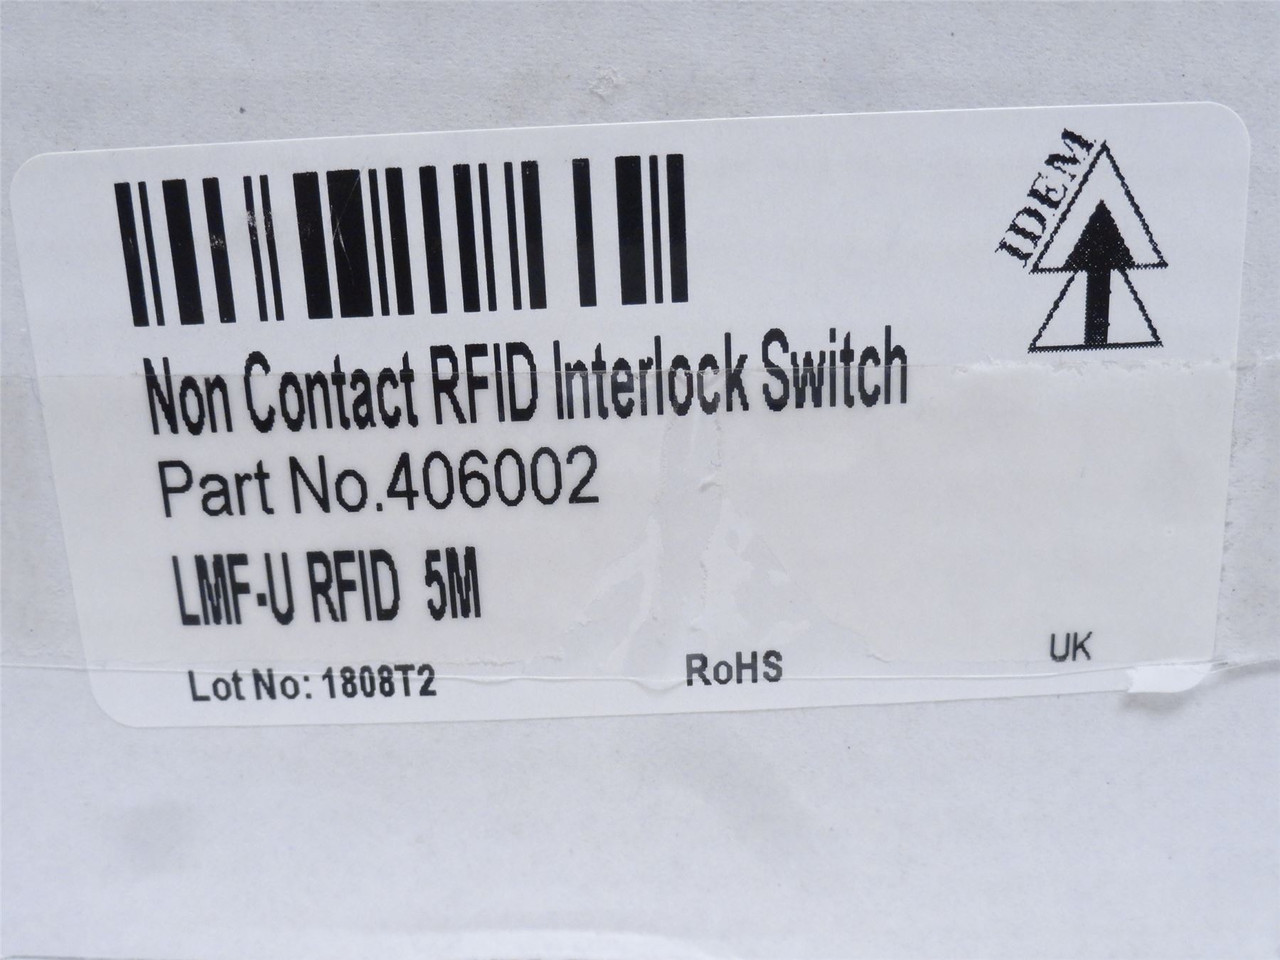 IDEM
Non Contact RFID Interlock Switch
Part No.406002
LMF-U RFID 5M
Lot No: 1808T2
RoHS
UK